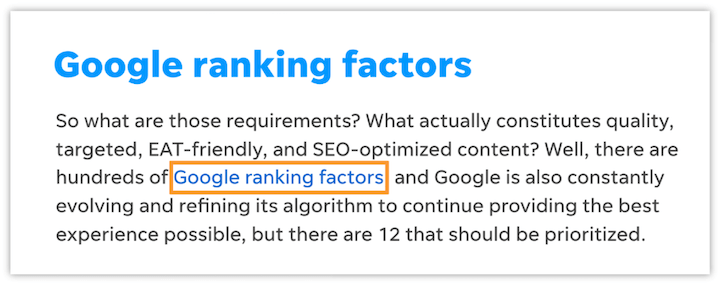 Google ranking factors
So what are those requirements? What actually constitutes quality,
targeted, EAT-friendly, and SEO-optimized content? Well, there are
hundreds of Google ranking factors and Google is also constantly
evolving and refining its algorithm to continue providing the best
experience possible, but there are 12 that should be prioritized.